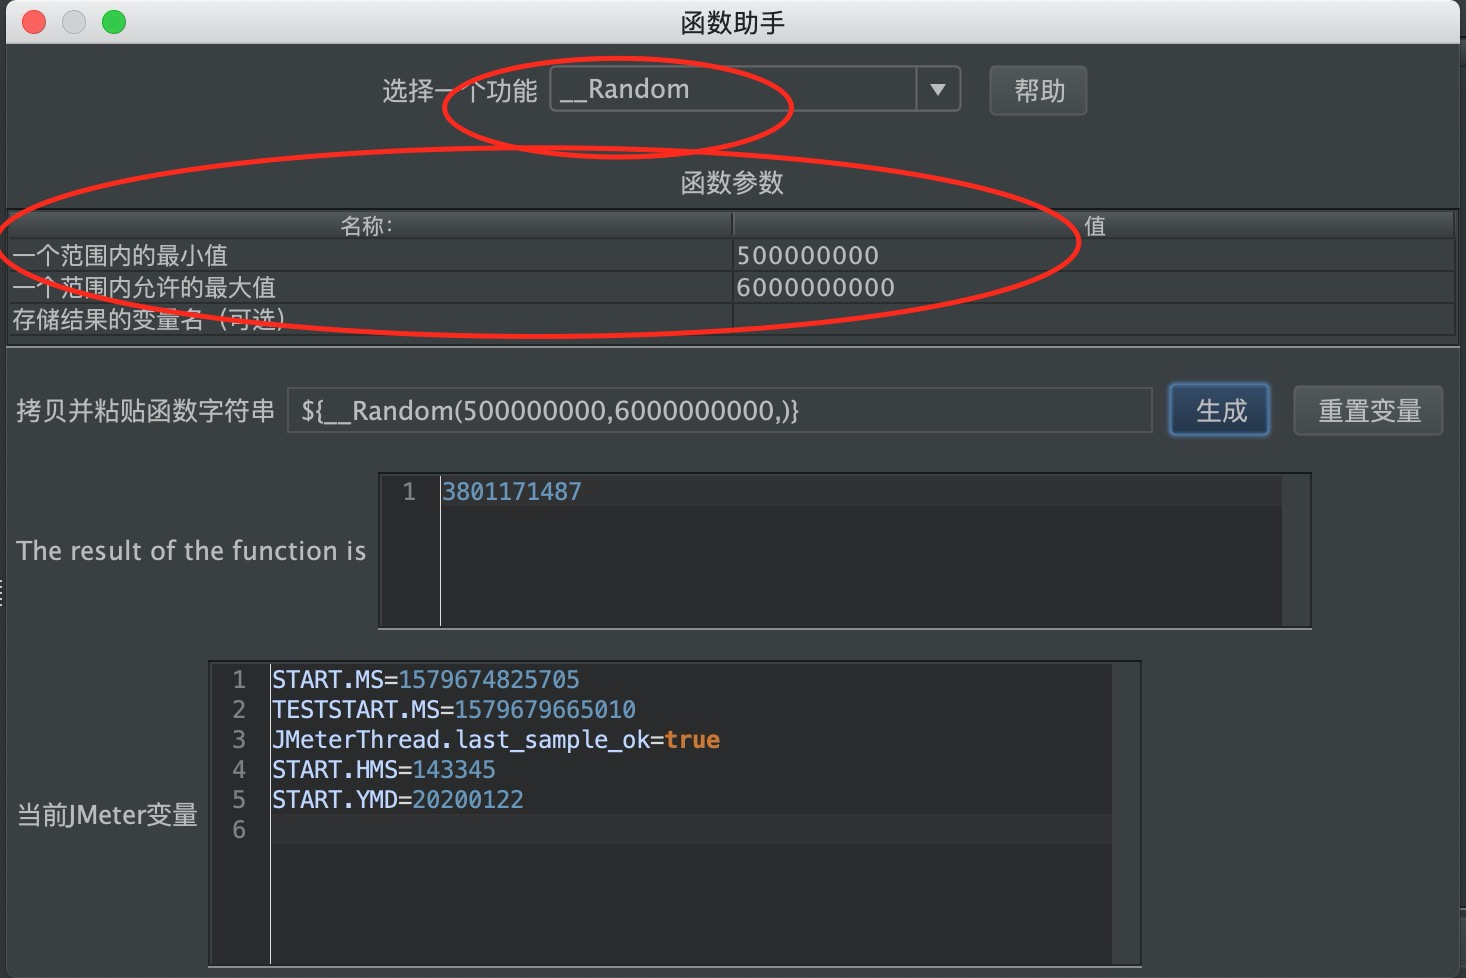 函数助手
选择一个功能 __Random 帮助
函数参数
名称: 值
一个范围内的最小值 500000000
一个范围内允许的最大值 6000000000
存储结果的变量名（可选）
拷贝并粘贴函数字符串 ${__Random(500000000,6000000000,)} 生成 重置变量
1 3801171487
The result of the function is
1 START.MS=1579674825705
2 TESTSTART.MS=1579679665010
3 JMeterThread.last_sample_ok=true
4 START.HMS=143345
5 START.YMD=20200122
当前JMeter变量
6